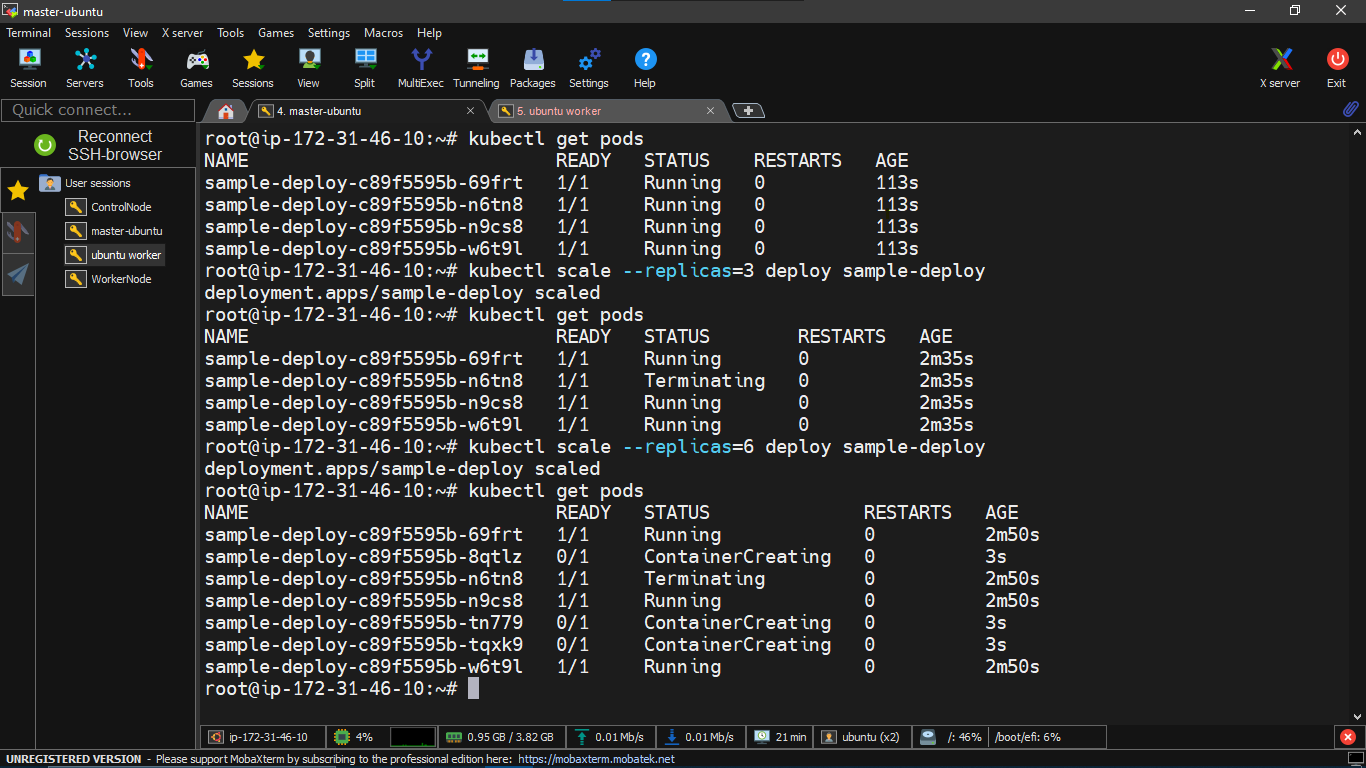 master-ubuntu
Terminal Sessions View X server Tools Games Settings Macros Help
Session Servers Tools Games Sessions View Split MultiExec Tunneling Packages Settings Help X server Exit
Quick connect...
4. master-ubuntu
5. ubuntu worker
Reconnect
SSH-browser
User sessions
ControlNode
master-ubuntu
ubuntu worker
WorkerNode
root@ip-172-31-46-10:~# kubectl get pods
NAME READY STATUS RESTARTS AGE
sample-deploy-c89f5595b-69frt 1/1 Running 0 113s
sample-deploy-c89f5595b-n6tn8 1/1 Running 0 113s
sample-deploy-c89f5595b-n9cs8 1/1 Running 0 113s
sample-deploy-c89f5595b-w6t9l 1/1 Running 0 113s
root@ip-172-31-46-10:~# kubectl scale --replicas=3 deploy sample-deploy
deployment.apps/sample-deploy scaled
root@ip-172-31-46-10:~# kubectl get pods
NAME READY STATUS RESTARTS AGE
sample-deploy-c89f5595b-69frt 1/1 Running 0 2m35s
sample-deploy-c89f5595b-n6tn8 1/1 Terminating 0 2m35s
sample-deploy-c89f5595b-n9cs8 1/1 Running 0 2m35s
sample-deploy-c89f5595b-w6t9l 1/1 Running 0 2m35s
root@ip-172-31-46-10:~# kubectl scale --replicas=6 deploy sample-deploy
deployment.apps/sample-deploy scaled
root@ip-172-31-46-10:~# kubectl get pods
NAME READY STATUS RESTARTS AGE
sample-deploy-c89f5595b-69frt 1/1 Running 0 2m50s
sample-deploy-c89f5595b-8qtlz 0/1 ContainerCreating 0 3s
sample-deploy-c89f5595b-n6tn8 1/1 Terminating 0 2m50s
sample-deploy-c89f5595b-n9cs8 1/1 Running 0 2m50s
sample-deploy-c89f5595b-tn779 0/1 ContainerCreating 0 3s
sample-deploy-c89f5595b-tqxk9 0/1 ContainerCreating 0 3s
sample-deploy-c89f5595b-w6t9l 1/1 Running 0 2m50s
root@ip-172-31-46-10:~#
ip-172-31-46-10 4% 0.95 GB / 3.82 GB 0.01 Mb/s 0.01 Mb/s 21 min ubuntu (x2) /: 46% /boot/efi: 6%
UNREGISTERED VERSION - Please support MobaXterm by subscribing to the professional edition here: https://mobaxterm.mobatek.net